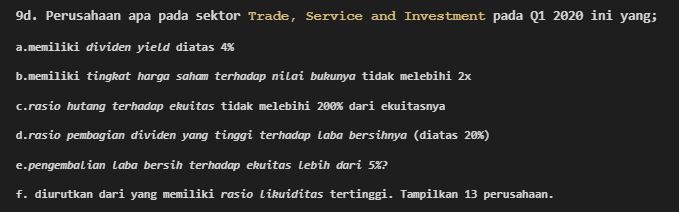 9d. Perusahaan apa pada sektor Trade, Service and Investment pada Q1 2020 ini yang;
a.memiliki dividen yield diatas 4%
b.memiliki tingkat harga saham terhadap nilai bukunya tidak melebihi 2x
c.rasio hutang terhadap ekuitas tidak melebihi 200% dari ekuitasnya
d.rasio pembagian dividen yang tinggi terhadap laba bersihnya (diatas 20%)
e.pengembalian laba bersih terhadap ekuitas lebih dari 5%?
f. diurutkan dari yang memiliki rasio likuiditas tertinggi. Tampilkan 13 perusahaan.